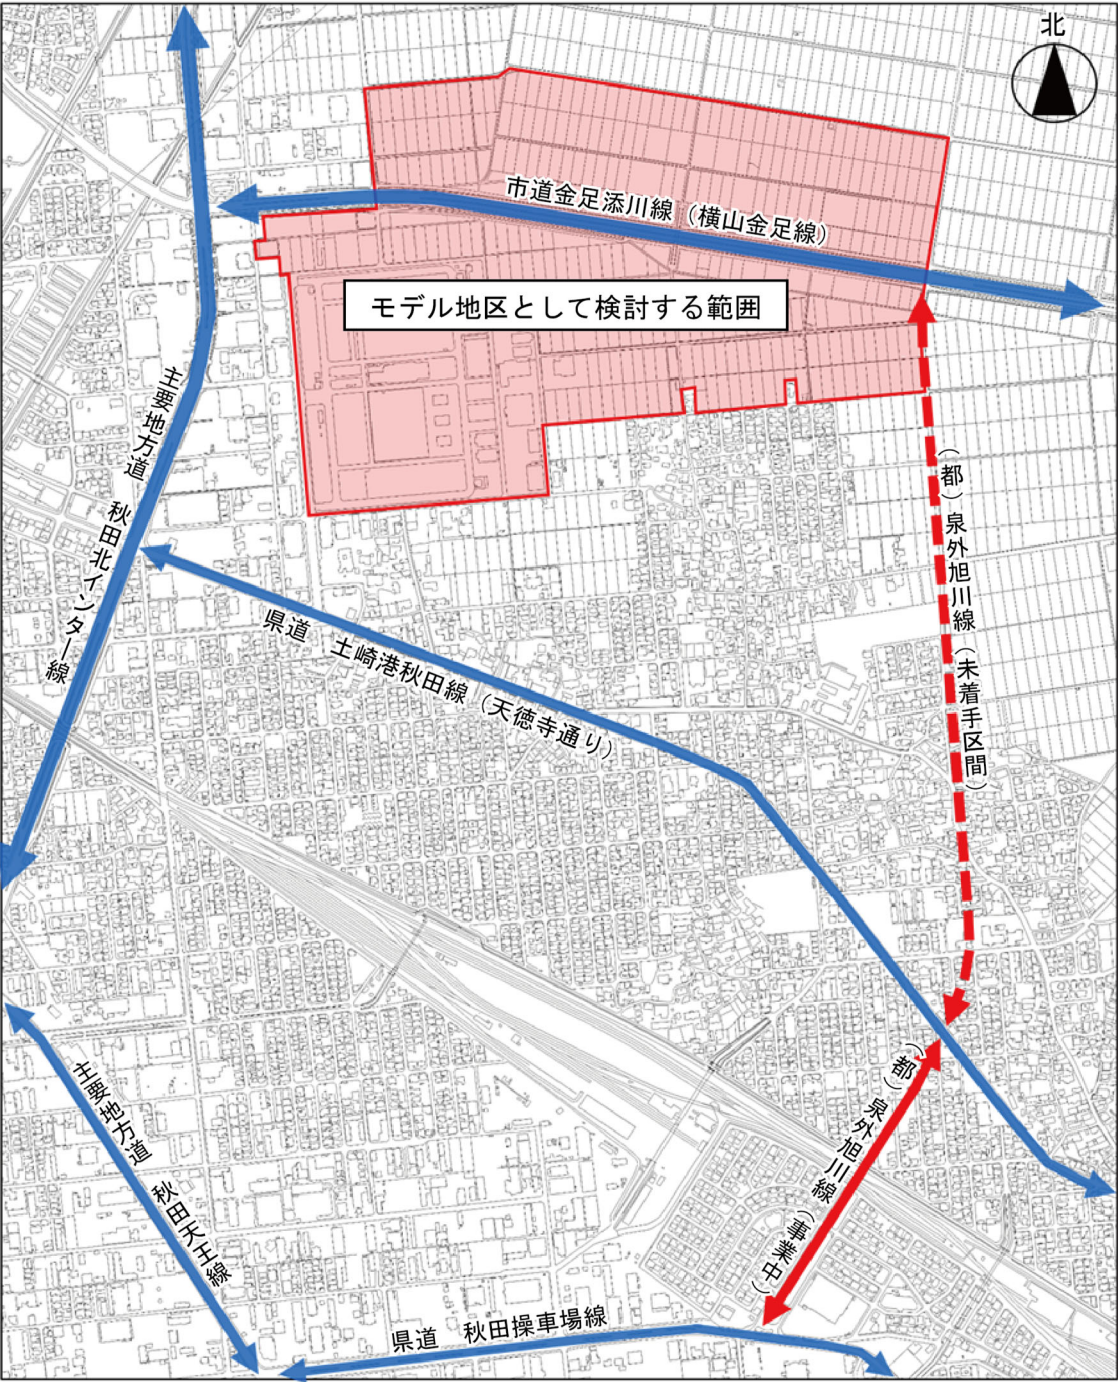 北
市道金足添川線（横山金足線）
モデル地区として検討する範囲
主要地方道　秋田北インター線
（都）泉外旭川線（未着手区間）
県道　土崎港秋田線（天徳寺通り）
（都）泉外旭川線（事業中）
主要地方道　秋田天王線
県道　秋田操車場線